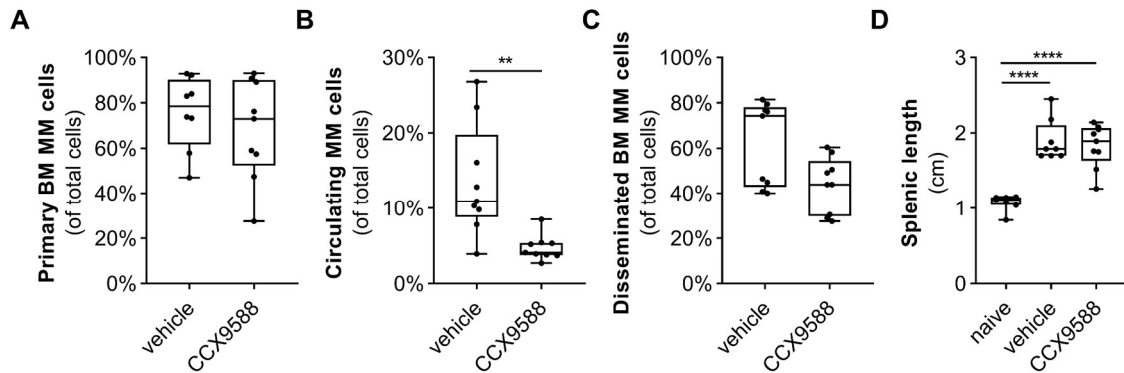 A
Primary BM MM cells
(of total cells)
100%
80%
60%
40%
20%
0%
vehicle
CCX9588
B
Circulating MM cells
(of total cells)
30%
20%
10%
0%
**
vehicle
CCX9588
C
Disseminated BM MM cells
(of total cells)
100%
80%
60%
40%
20%
0%
vehicle
CCX9588
D
Splenic length
(cm)
3
2
1
0
****
****
naive
vehicle
CCX9588